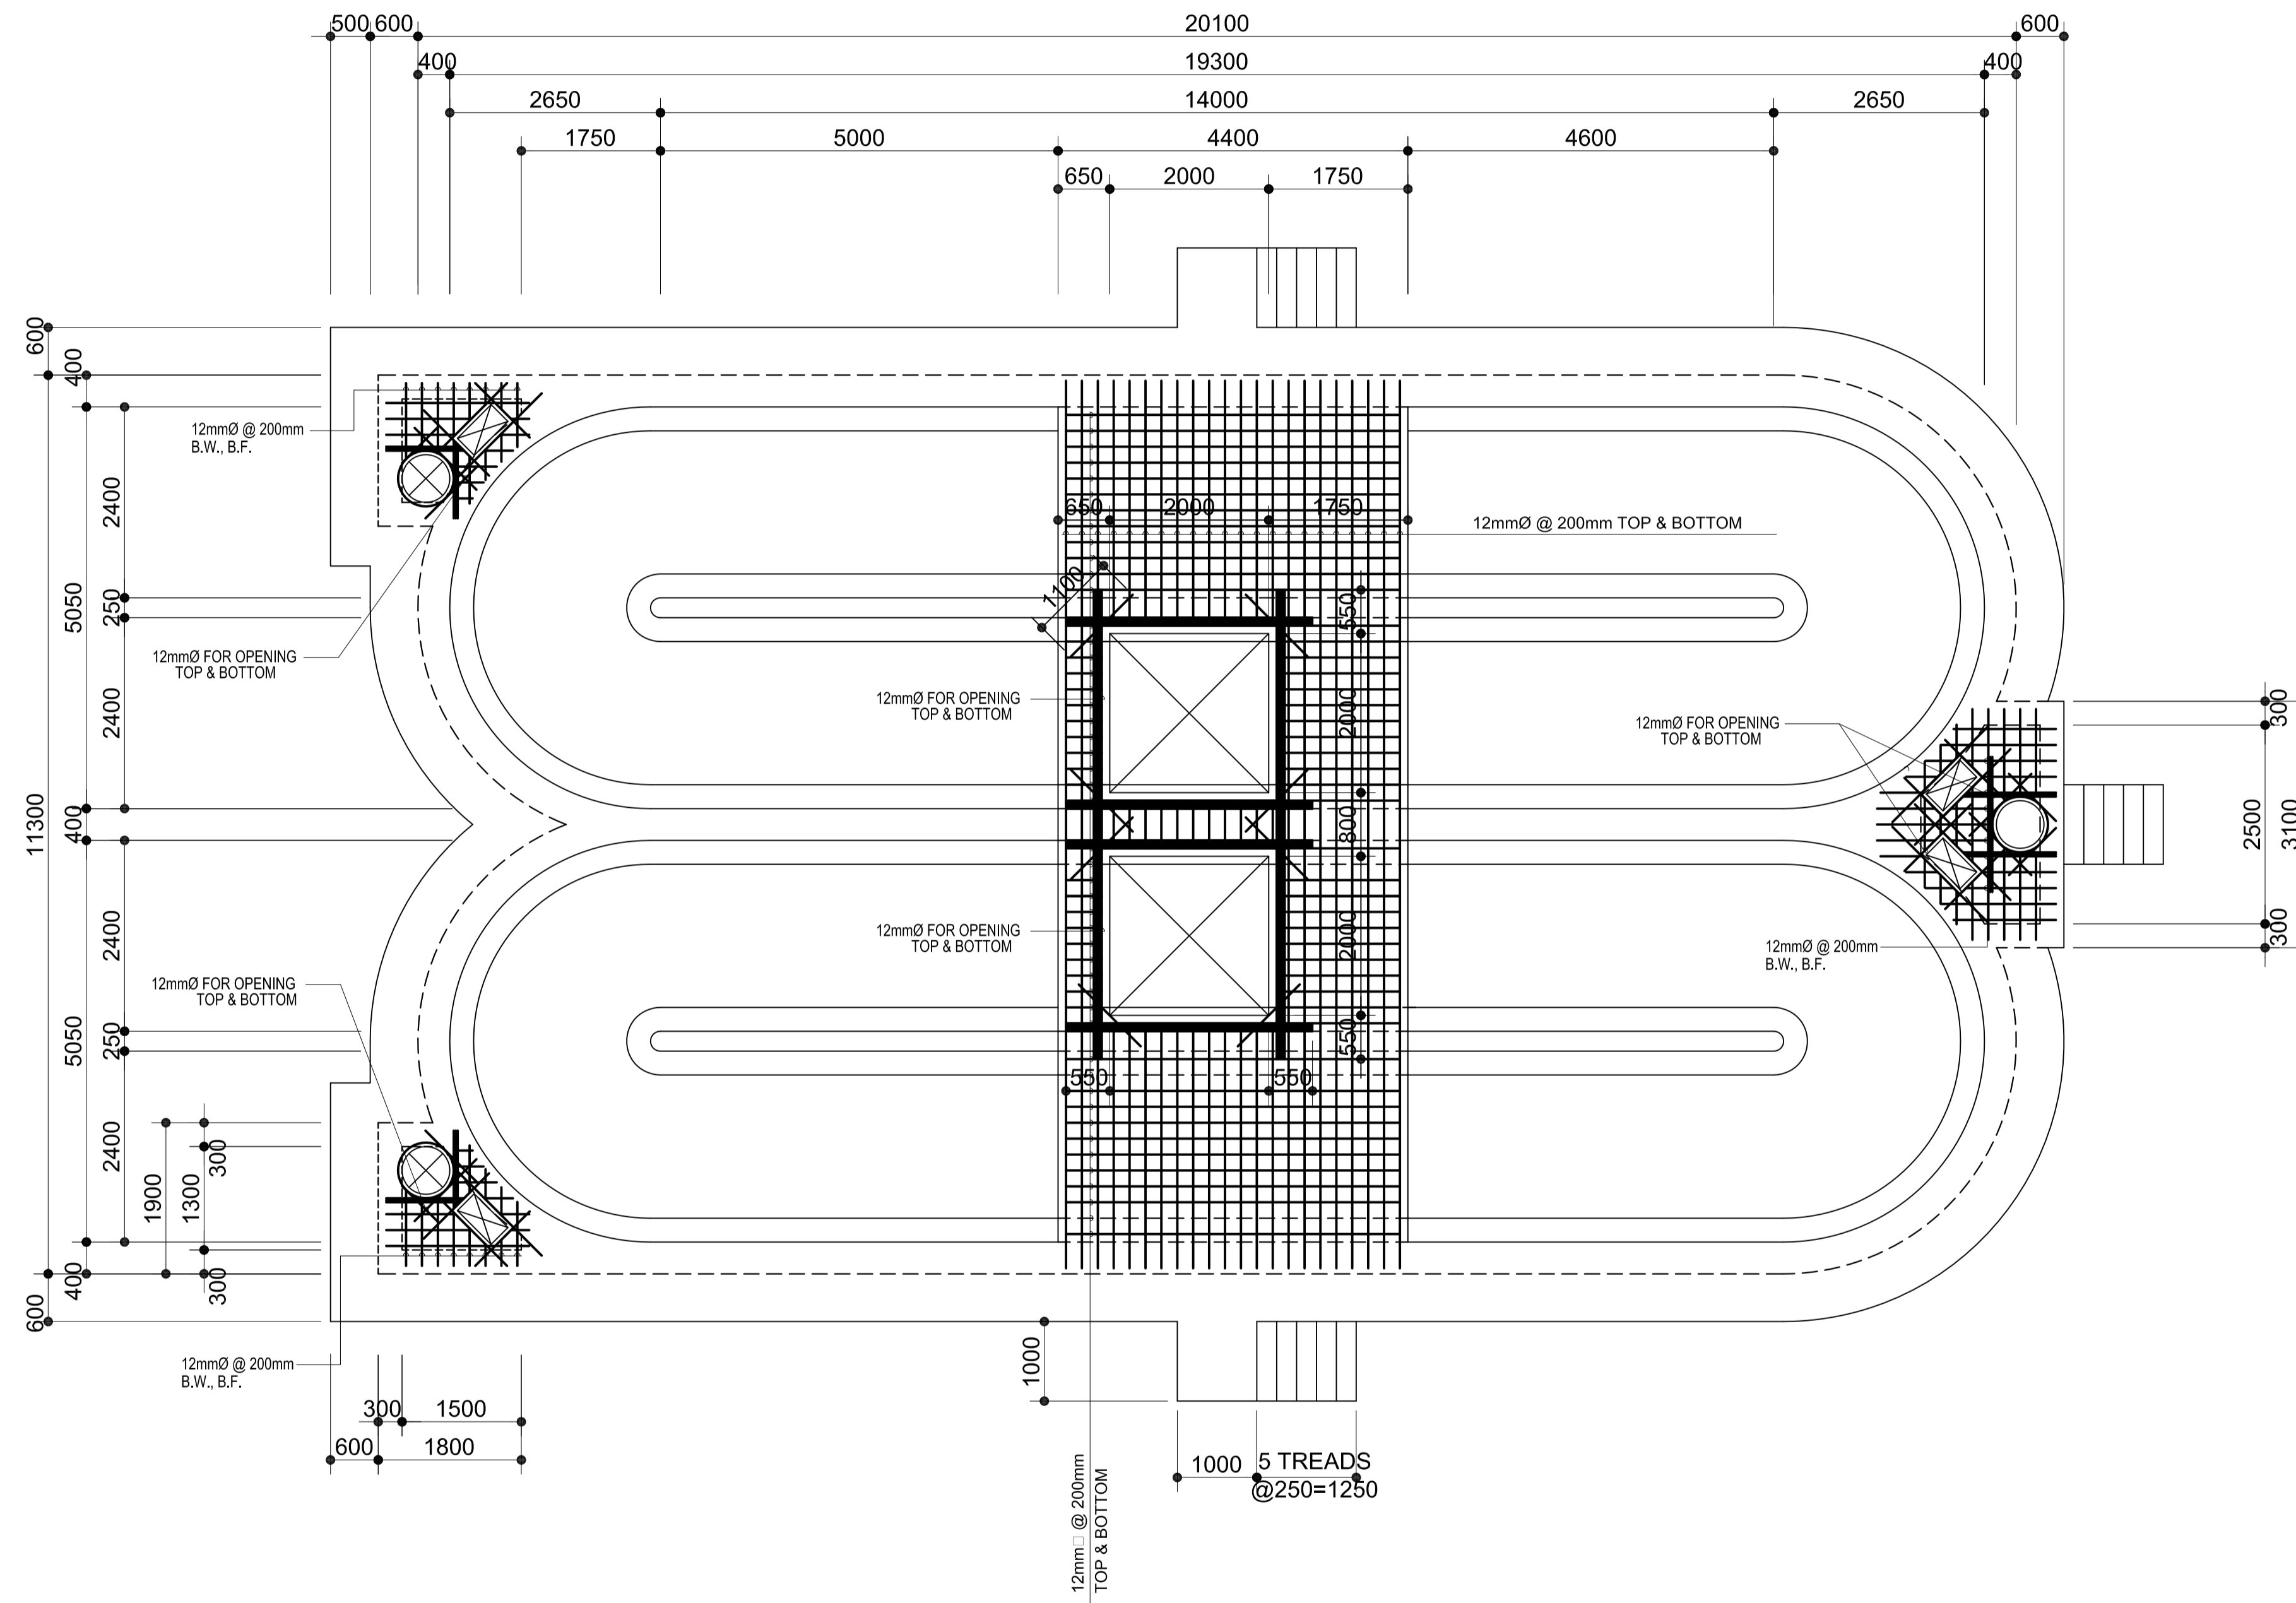 500 600 20100 600
400 19300 400
2650 14000 2650
1750 5000 4400 4600
650 2000 1750
600
400
2400
12mmØ @ 200mm
B.W., B.F.
650 2000 1750
12mmØ @ 200mm TOP & BOTTOM
1100
550
5050
250
12mmØ FOR OPENING
TOP & BOTTOM
2400
12mmØ FOR OPENING
TOP & BOTTOM
2000
12mmØ FOR OPENING
TOP & BOTTOM
300
11300
400
800
2500
3100
2400
12mmØ FOR OPENING
TOP & BOTTOM
2000
12mmØ @ 200mm
B.W., B.F.
300
12mmØ FOR OPENING
TOP & BOTTOM
5050
250
550
550 550
2400
1900
1300
300
300
400
600
12mmØ @ 200mm
B.W., B.F.
1000
300 1500
600 1800
1000 5 TREADS
@250=1250
12mm□ @ 200mm
TOP & BOTTOM